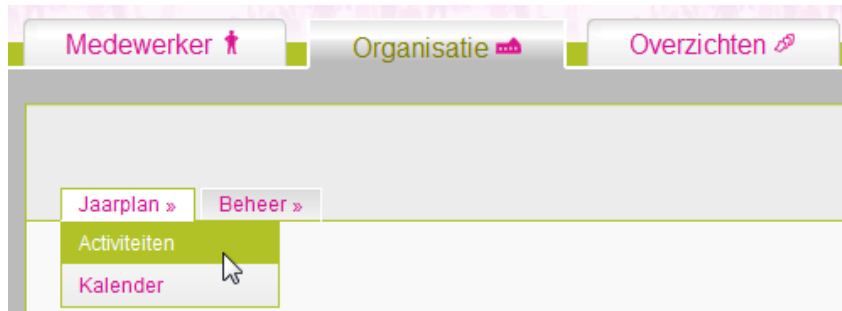 Medewerker Organisatie Overzichten
Jaarplan » Beheer »
Activiteiten
Kalender